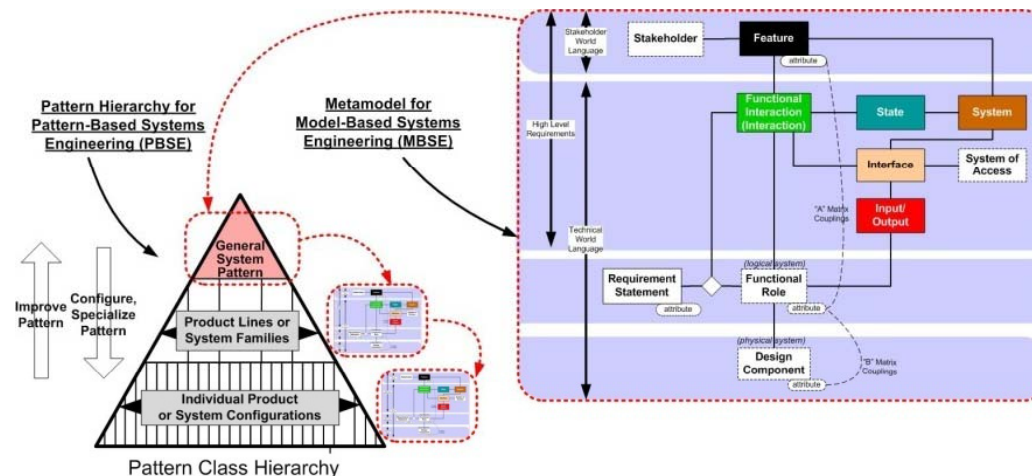 Pattern Hierarchy for
Pattern-Based Systems
Engineering (PBSE)
Metamodel for
Model-Based Systems
Engineering (MBSE)
Improve
Pattern
Configure,
Specialize
Pattern
General
System
Pattern
Product Lines or
System Families
Individual Product
or System Configurations
Pattern Class Hierarchy
Stakeholder
World
Language
High Level
Requirements
Technical
World
Language
Stakeholder
Feature
attribute
Functional
Interaction
(Interaction)
State
System
Interface
System of
Access
Input/
Output
"A" Matrix
Couplings
(logical system)
Requirement
Statement
attribute
Functional
Role
attribute
(physical system)
Design
Component
attribute
"B" Matrix
Couplings